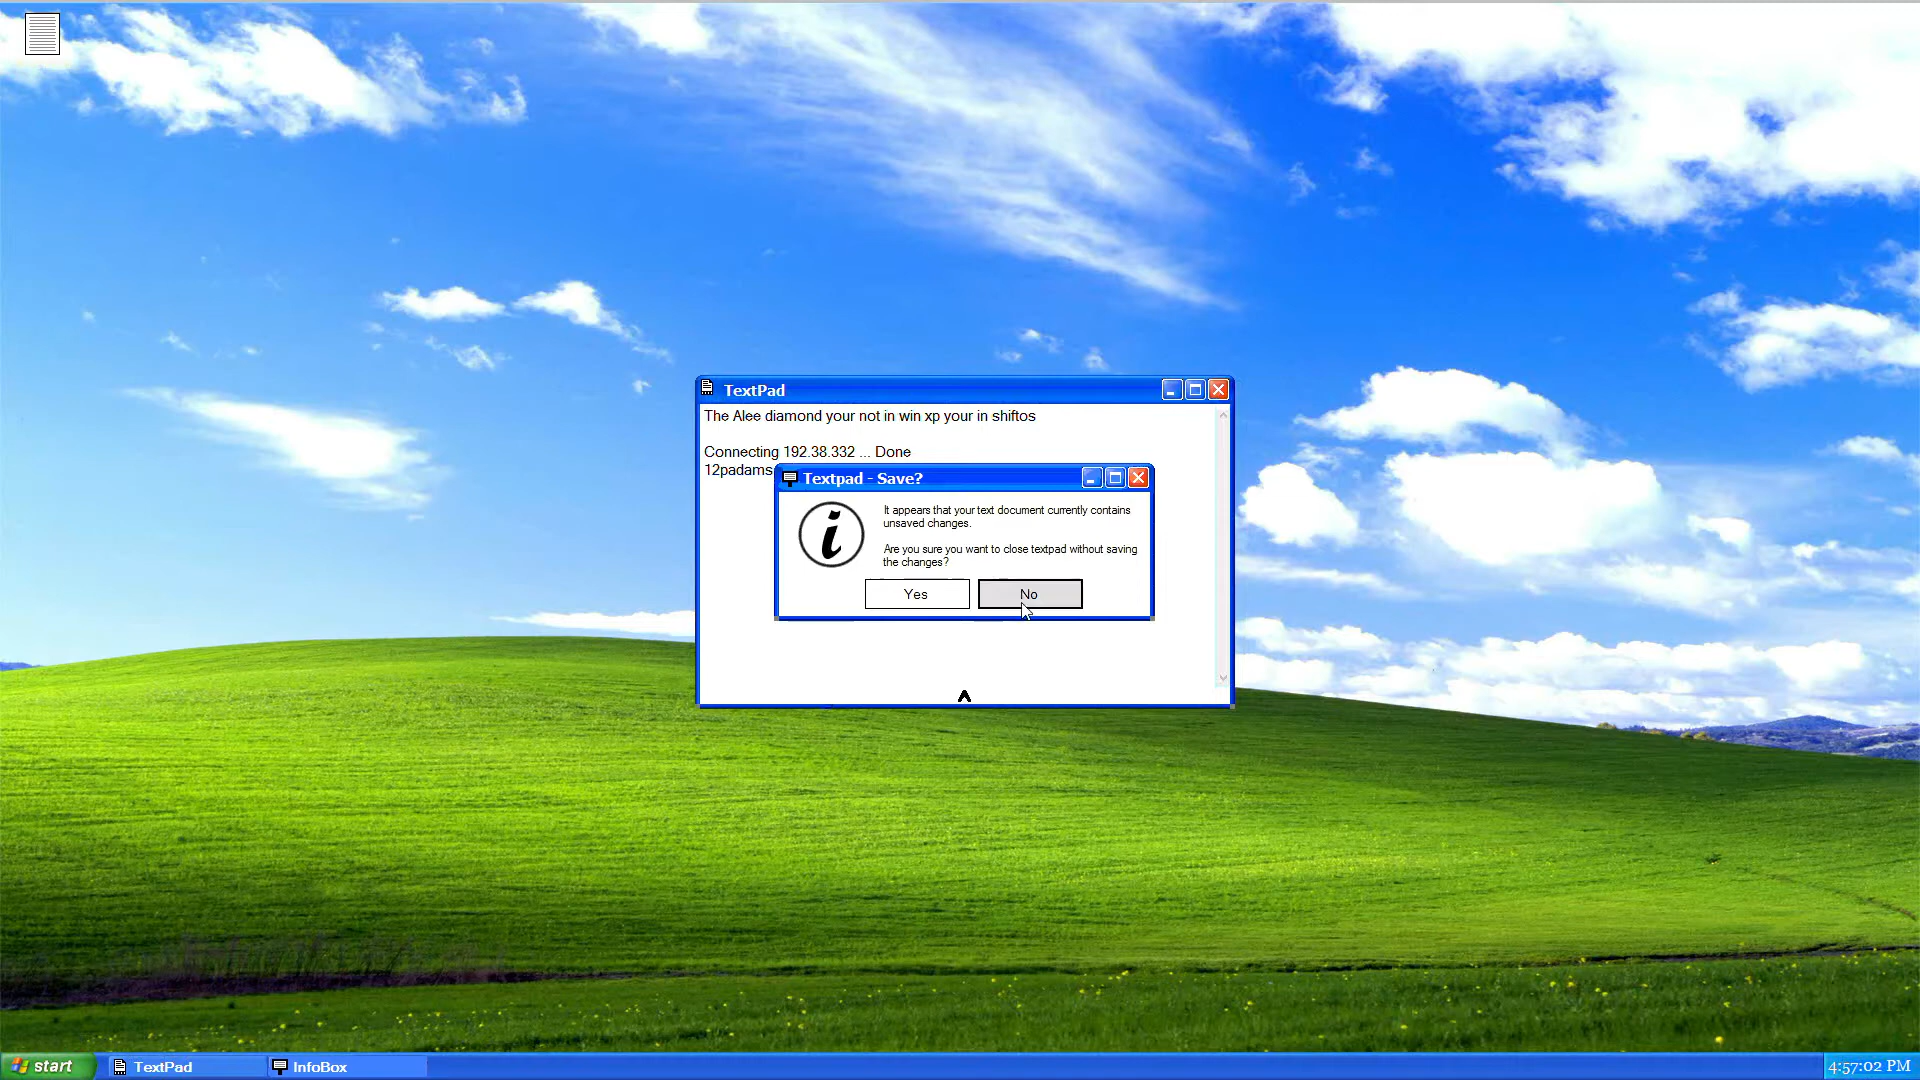 TextPad
The Alee diamond your not in win xp your in shiftos
Connecting 192.38.332 ... Done
12padams
Textpad - Save?
It appears that your text document currently contains
unsaved changes.
Are you sure you want to close textpad without saving
the changes?
Yes
No
start
TextPad
InfoBox
4:57:02 PM